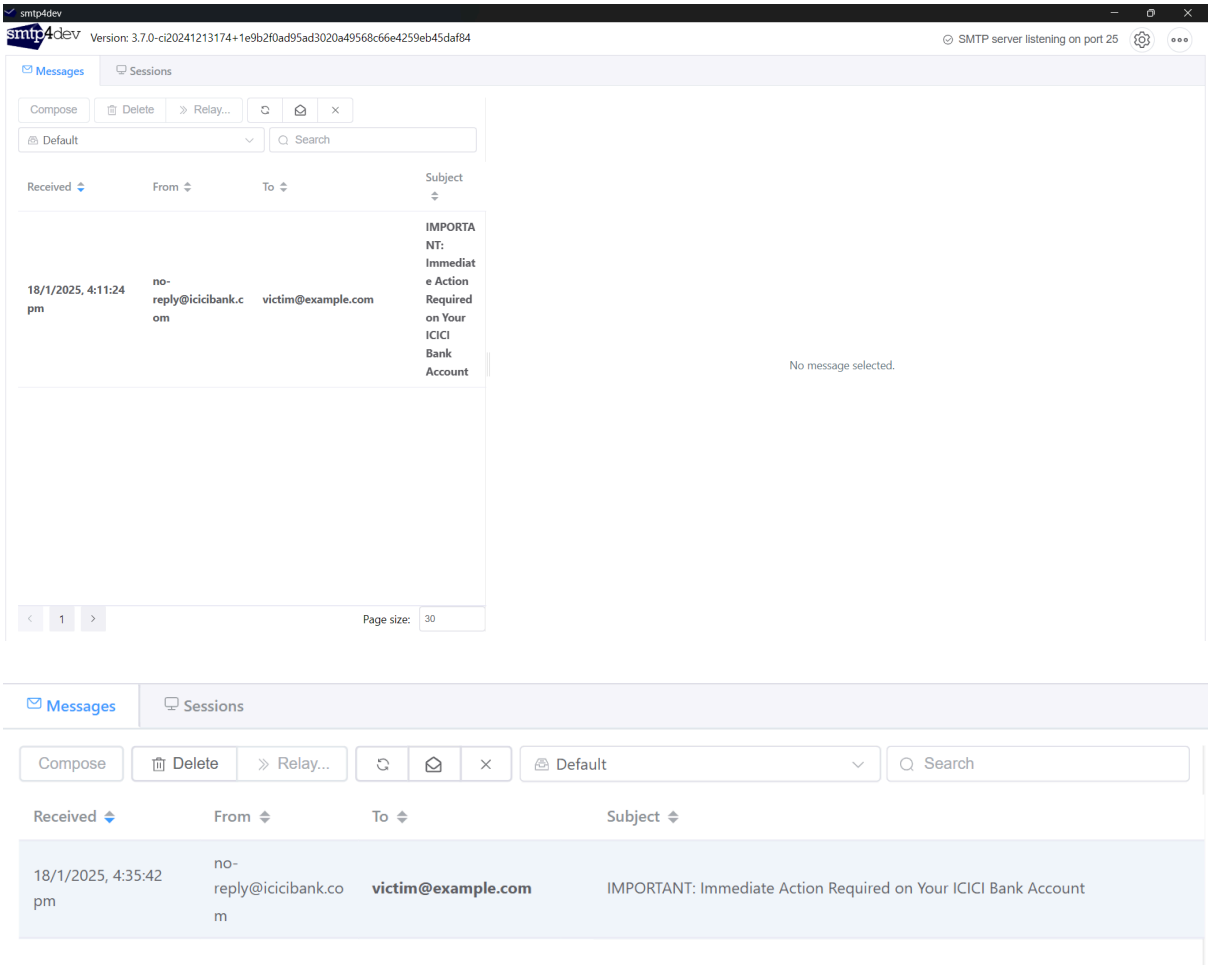 smtp4dev
smtp4dev Version: 3.7.0-ci20241213174+1e9b2f0ad95ad3020a49568c66e4259eb45daf84 SMTP server listening on port 25
Messages Sessions
Compose Delete Relay...
Default Search
Received From To Subject
18/1/2025, 4:11:24
pm
no-
reply@icicibank.c
om
victim@example.com
IMPORTA
NT:
Immediat
e Action
Required
on Your
ICICI
Bank
Account
No message selected.
1 Page size: 30
Messages Sessions
Compose Delete Relay... Default Search
Received From To Subject
18/1/2025, 4:35:42
pm
no-
reply@icicibank.co
m
victim@example.com
IMPORTANT: Immediate Action Required on Your ICICI Bank Account